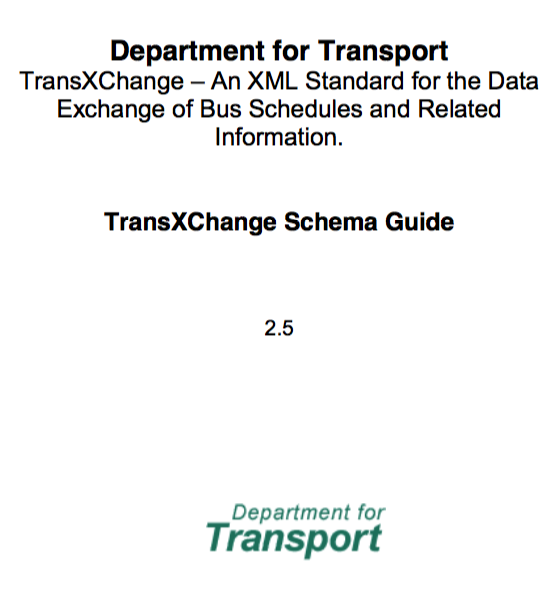 Department for Transport
TransXChange – An XML Standard for the Data
Exchange of Bus Schedules and Related
Information.
TransXChange Schema Guide
2.5
Department for
Transport